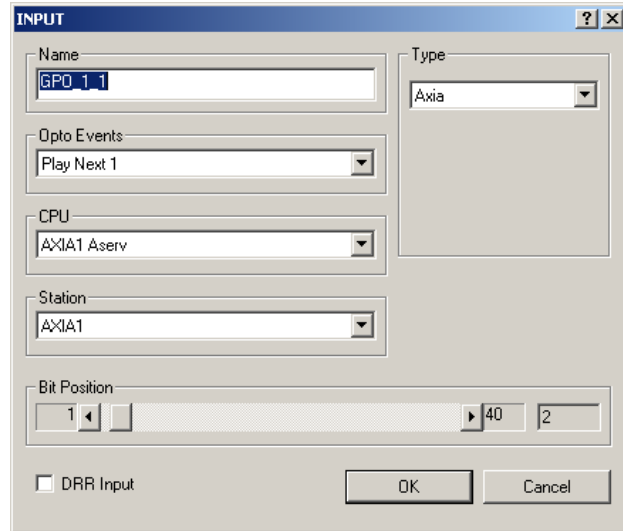 INPUT
Name
GPO_1_1
Type
Axia
Opto Events
Play Next 1
CPU
AXIA1 Aserv
Station
AXIA1
Bit Position
1
40
2
DRR Input
OK
Cancel